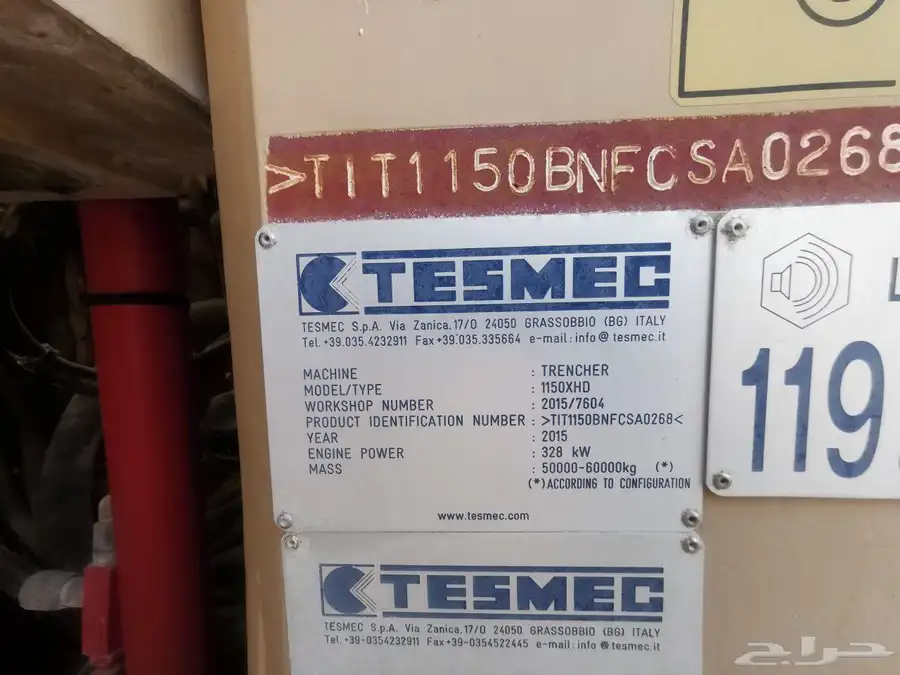 >TIT1150BNFCSA0268
TESMEC
TESMEC S.p.A. Via Zanica,17/O 24050 GRASSOBBIO (BG) ITALY
Tel. +39.035.4232911 Fax+39.035.335664 e-mail: info @ tesmec.it
MACHINE : TRENCHER
MODEL/TYPE : 1150XHD
WORKSHOP NUMBER : 2015/7604
PRODUCT IDENTIFICATION NUMBER : >TIT1150BNFCSA0268<
YEAR : 2015
ENGINE POWER : 328 kW
MASS : 50000-60000kg (*)
(*)ACCORDING TO CONFIGURATION
www.tesmec.com
119
TESMEC
TESMEC S.p.A. Via Zanica,17/O 24050 GRASSOBBIO (BG) ITALY
Tel. +39-0354232911 Fax+39-0354522445 e-mail: info @ tesmec.it
حراج